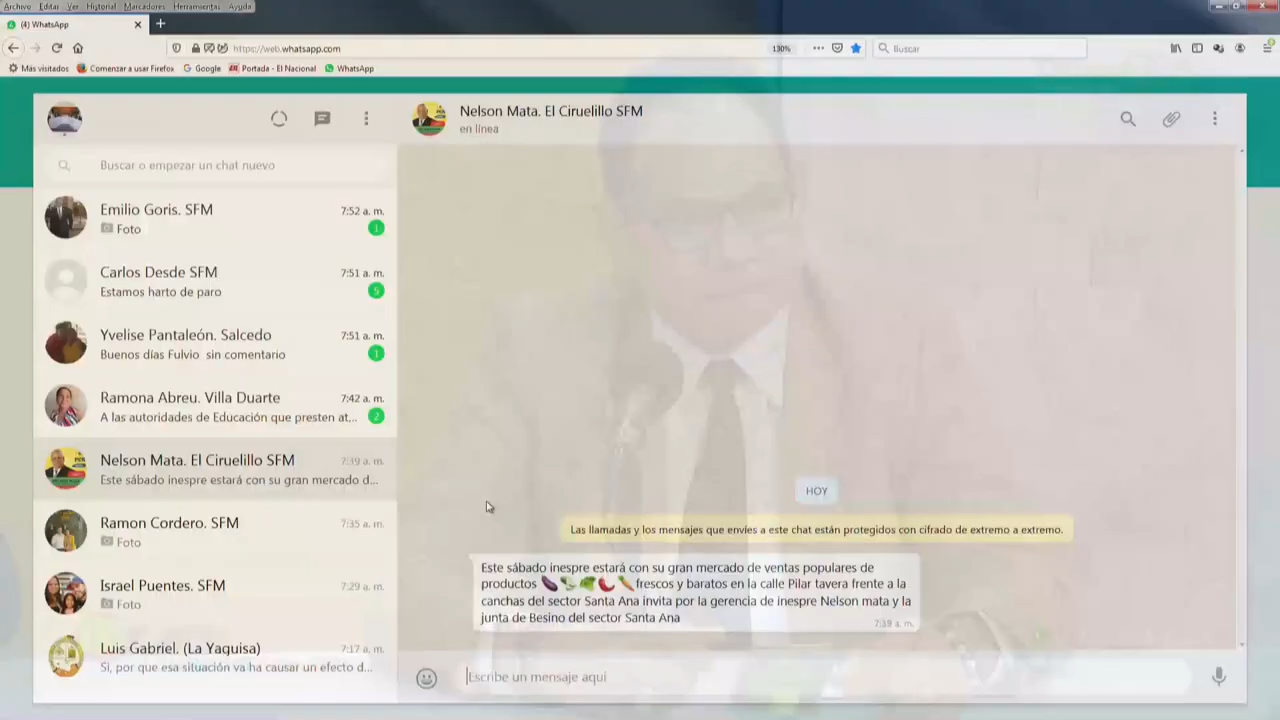 Archivo Editar Ver Historial Marcadores Herramientas Ayuda
(4) WhatsApp
https://web.whatsapp.com
130%
Buscar
Más visitados
Comenzar a usar Firefox
Google
Portada - El Nacional
WhatsApp
Nelson Mata. El Ciruelillo SFM
en línea
Buscar o empezar un chat nuevo
Emilio Goris. SFM
7:52 a. m.
Foto
1
Carlos Desde SFM
7:51 a. m.
Estamos harto de paro
5
Yvelise Pantaleón. Salcedo
7:51 a. m.
Buenos días Fulvio sin comentario
1
Ramona Abreu. Villa Duarte
7:42 a. m.
A las autoridades de Educación que presten at...
2
Nelson Mata. El Ciruelillo SFM
7:39 a. m.
Este sábado inespre estará con su gran mercado d...
Ramon Cordero. SFM
7:35 a. m.
Foto
Israel Puentes. SFM
7:29 a. m.
Foto
Luis Gabriel. (La Yaguisa)
7:17 a. m.
Si, por que esa situación va ha causar un efecto d...
HOY
Las llamadas y los mensajes que envíes a este chat están protegidos con cifrado de extremo a extremo.
Este sábado inespre estará con su gran mercado de ventas populares de
productos 🍆🥬🥦🌶️🥕frescos y baratos en la calle Pilar tavera frente a la
canchas del sector Santa Ana invita por la gerencia de inespre Nelson mata y la
junta de Besino del sector Santa Ana
7:39 a. m.
Escribe un mensaje aquí